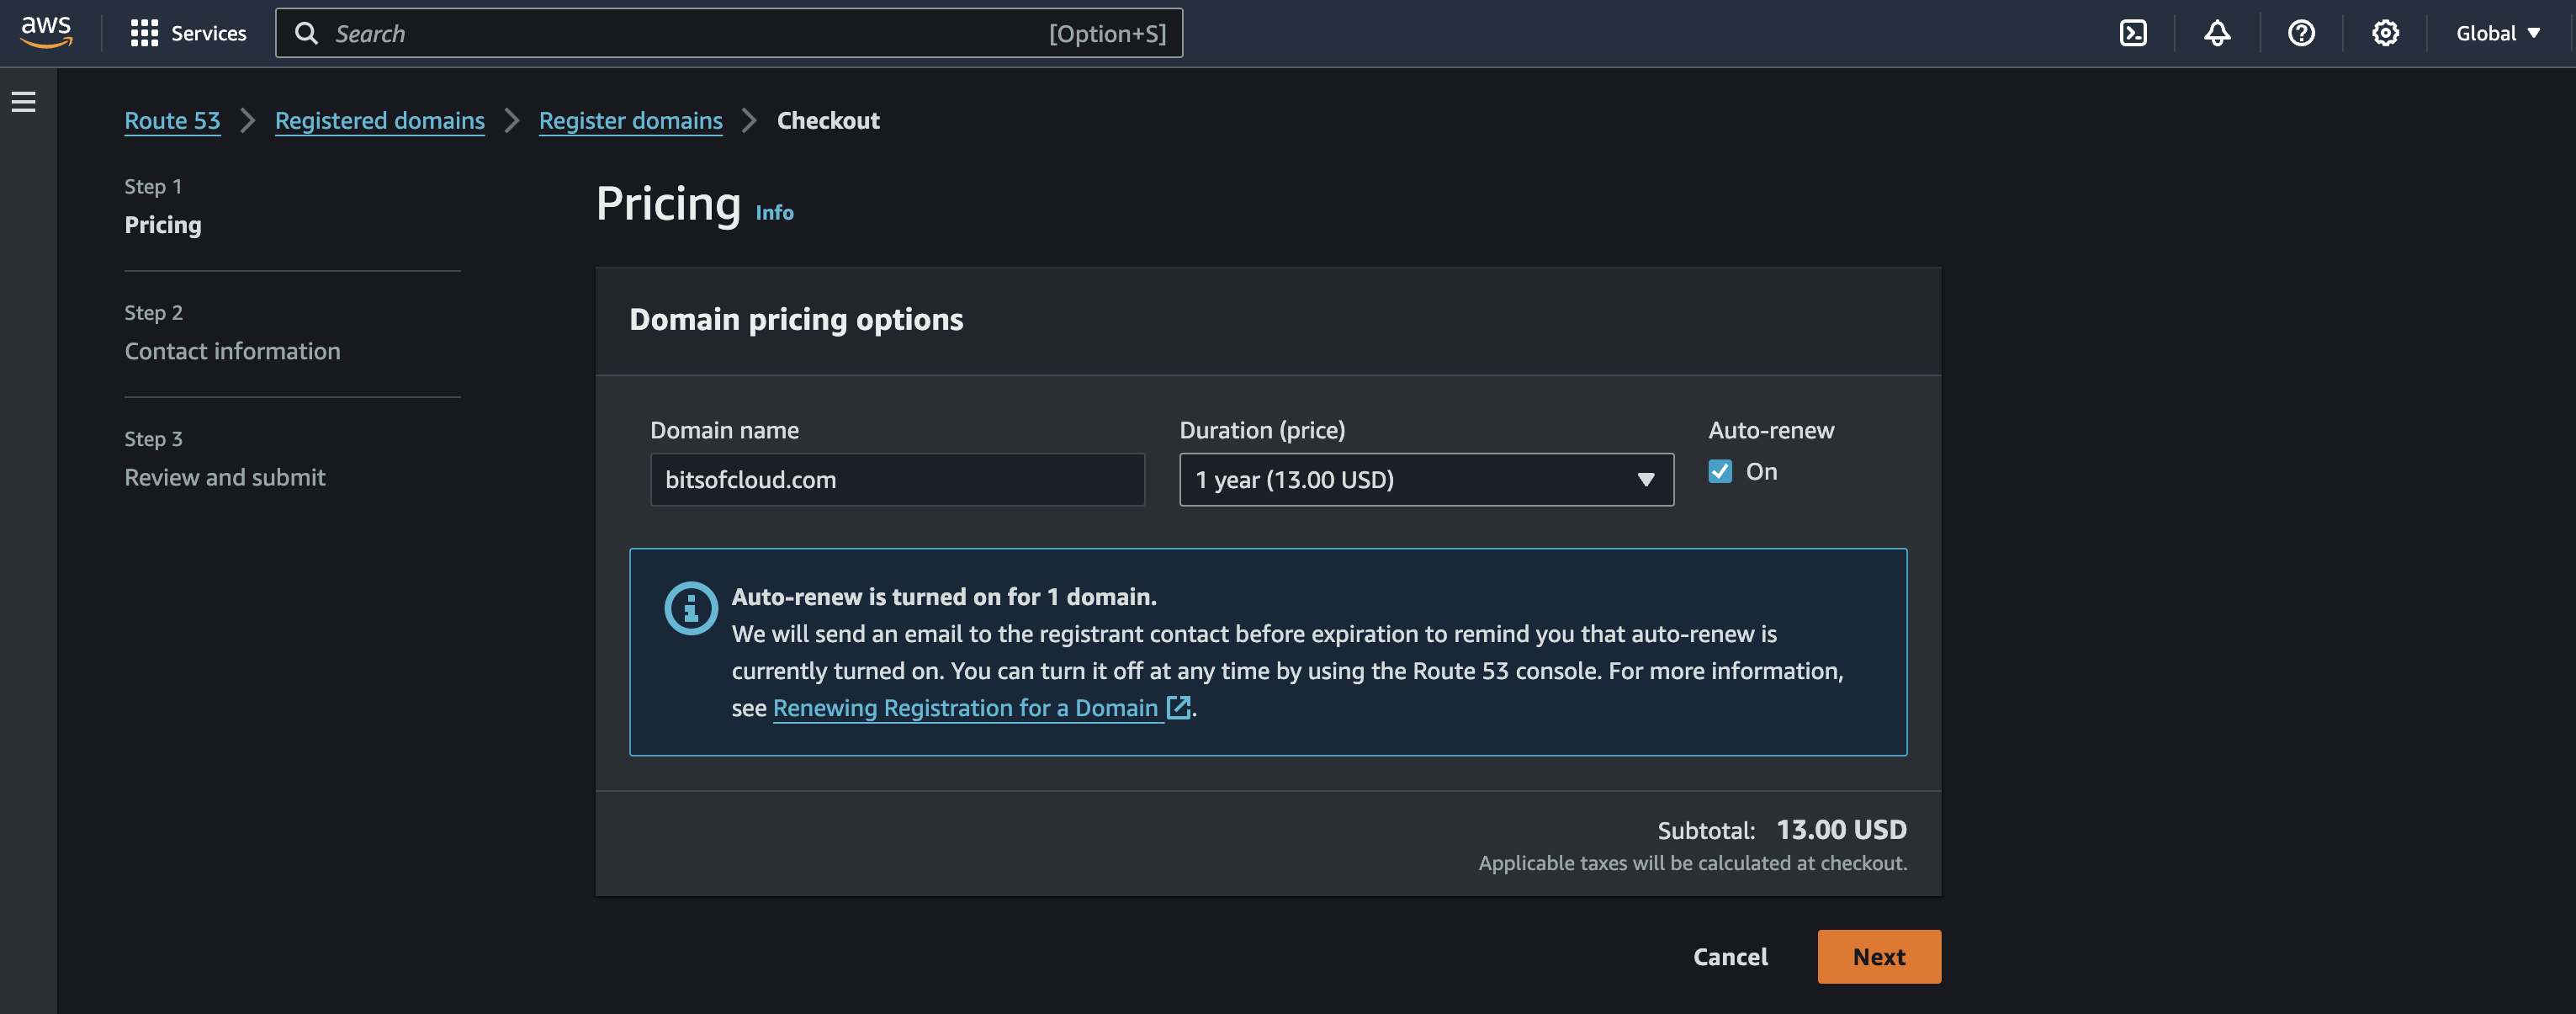 aws
Services
Search
[Option+S]
Global
Route 53
Registered domains
Register domains
Checkout
Step 1
Pricing
Step 2
Contact information
Step 3
Review and submit
Pricing Info
Domain pricing options
Domain name
bitsofcloud.com
Duration (price)
1 year (13.00 USD)
Auto-renew
On
Auto-renew is turned on for 1 domain.
We will send an email to the registrant contact before expiration to remind you that auto-renew is
currently turned on. You can turn it off at any time by using the Route 53 console. For more information,
see Renewing Registration for a Domain .
Subtotal: 13.00 USD
Applicable taxes will be calculated at checkout.
Cancel
Next